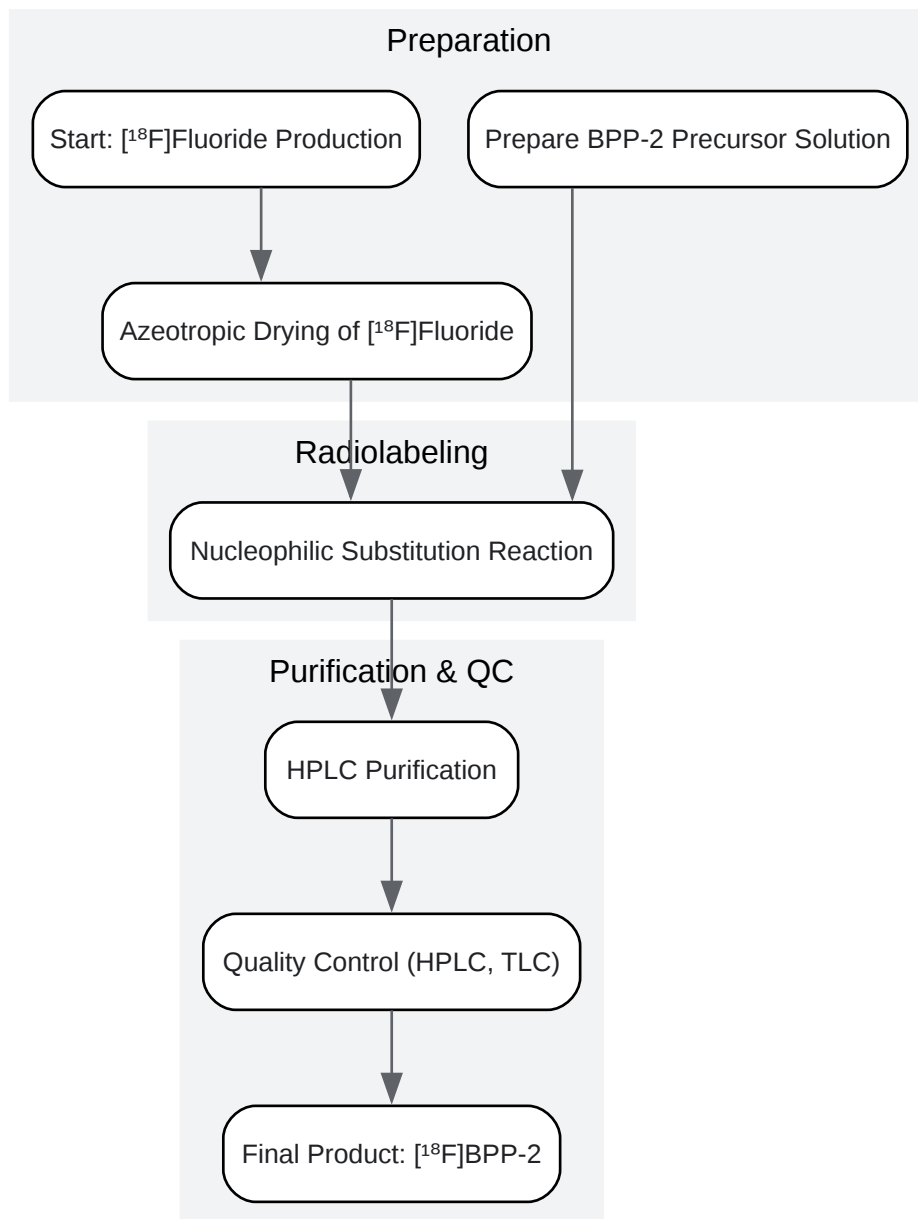 Preparation
Start: [¹⁸F]Fluoride Production
Prepare BPP-2 Precursor Solution
Azeotropic Drying of [¹⁸F]Fluoride
Radiolabeling
Nucleophilic Substitution Reaction
Purification & QC
HPLC Purification
Quality Control (HPLC, TLC)
Final Product: [¹⁸F]BPP-2